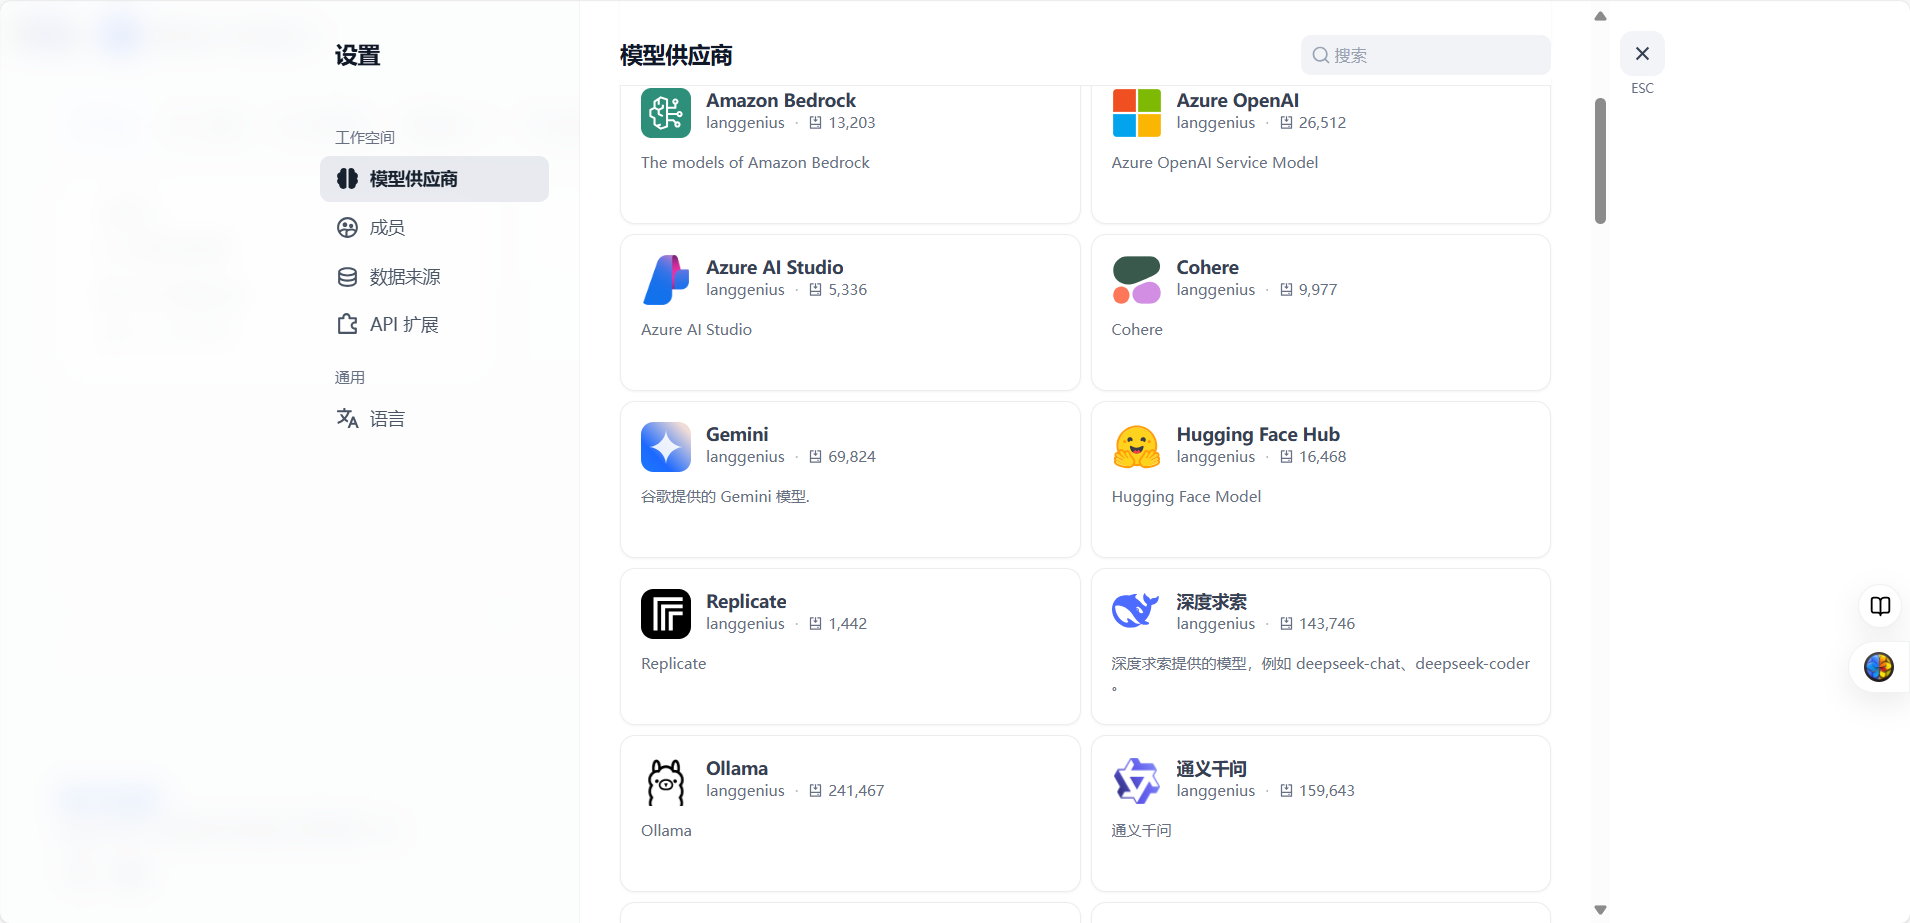 设置
工作空间
模型供应商
成员
数据来源
API 扩展
通用
语言
模型供应商
搜索
ESC
Amazon Bedrock
langgenius · 13,203
The models of Amazon Bedrock
Azure OpenAI
langgenius · 26,512
Azure OpenAI Service Model
Azure AI Studio
langgenius · 5,336
Azure AI Studio
Cohere
langgenius · 9,977
Cohere
Gemini
langgenius · 69,824
谷歌提供的 Gemini 模型.
Hugging Face Hub
langgenius · 16,468
Hugging Face Model
Replicate
langgenius · 1,442
Replicate
深度求索
langgenius · 143,746
深度求索提供的模型，例如 deepseek-chat、deepseek-coder
。
Ollama
langgenius · 241,467
Ollama
通义千问
langgenius · 159,643
通义千问